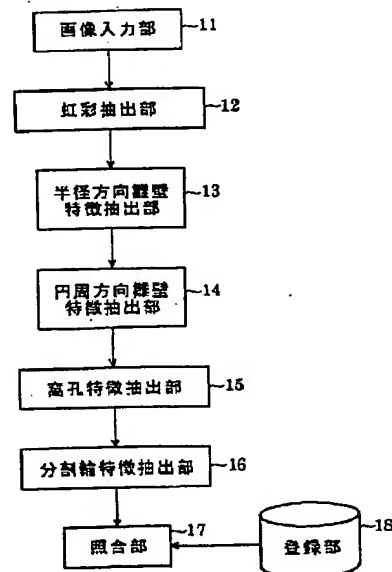 画像入力部
11
虹彩抽出部
12
半径方向雛壁
特徴抽出部
13
円周方向雛壁
特徴抽出部
14
窩孔特徴抽出部
15
分割輪特徴抽出部
16
照合部
17
登録部
18